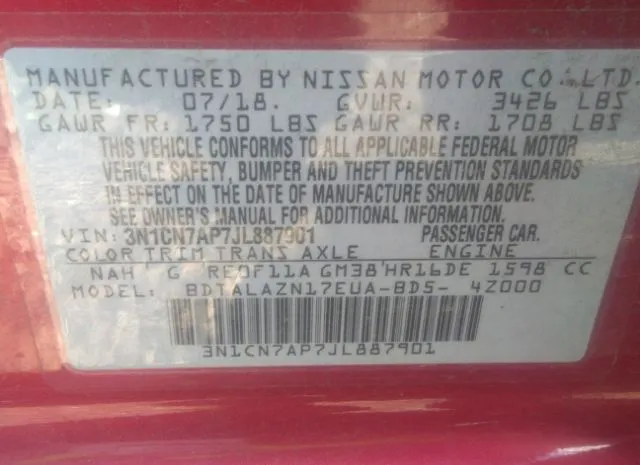 MANUFACTURED BY NISSAN MOTOR CO., LTD.
DATE: 07/18. GVWR: 3426 LBS
GAWR FR: 1750 LBS GAWR RR: 1708 LBS
THIS VEHICLE CONFORMS TO ALL APPLICABLE FEDERAL MOTOR
VEHICLE SAFETY, BUMPER AND THEFT PREVENTION STANDARDS
IN EFFECT ON THE DATE OF MANUFACTURE SHOWN ABOVE.
SEE OWNER'S MANUAL FOR ADDITIONAL INFORMATION.
VIN: 3N1CN7AP7JL887901 PASSENGER CAR.
COLOR TRIM TRANS AXLE ENGINE
NAH G RE0F11A GM38 HR16DE 1598 CC
MODEL: BDTALAZN17EUA-BDS- 4Z000
3N1CN7AP7JL887901